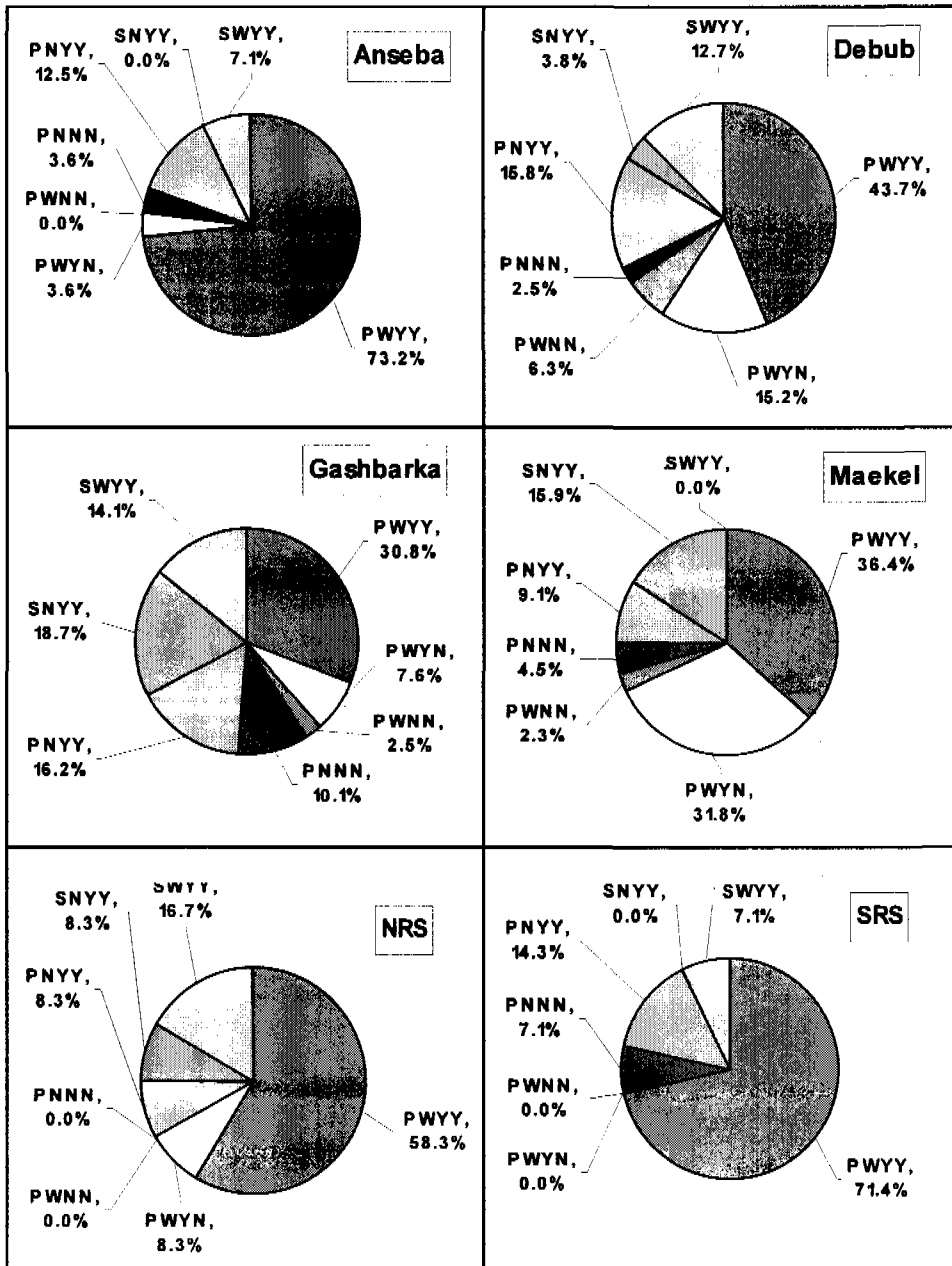 Anseba
SNYY,
0.0%
SWYY,
7.1%
PNYY,
12.5%
PNNN,
3.6%
PWNN,
0.0%
PWYN,
3.6%
PWYY,
73.2%
Debub
SNYY,
3.8%
SWYY,
12.7%
PNYY,
15.8%
PWYY,
43.7%
PNNN,
2.5%
PWNN,
6.3%
PWYN,
15.2%
Gashbarka
SWYY,
14.1%
PWYY,
30.8%
SNYY,
18.7%
PWYN,
7.6%
PWNN,
2.5%
PNYY,
16.2%
PNNN,
10.1%
Maekel
SNYY,
15.9%
SWYY,
0.0%
PWYY,
36.4%
PNYY,
9.1%
PNNN,
4.5%
PWNN,
2.3%
PWYN,
31.8%
NRS
SNYY,
8.3%
SWYY,
16.7%
PNYY,
8.3%
PNNN,
0.0%
PWYY,
58.3%
PWNN,
0.0%
PWYN,
8.3%
SRS
SNYY,
0.0%
SWYY,
7.1%
PNYY,
14.3%
PNNN,
7.1%
PWNN,
0.0%
PWYN,
0.0%
PWYY,
71.4%